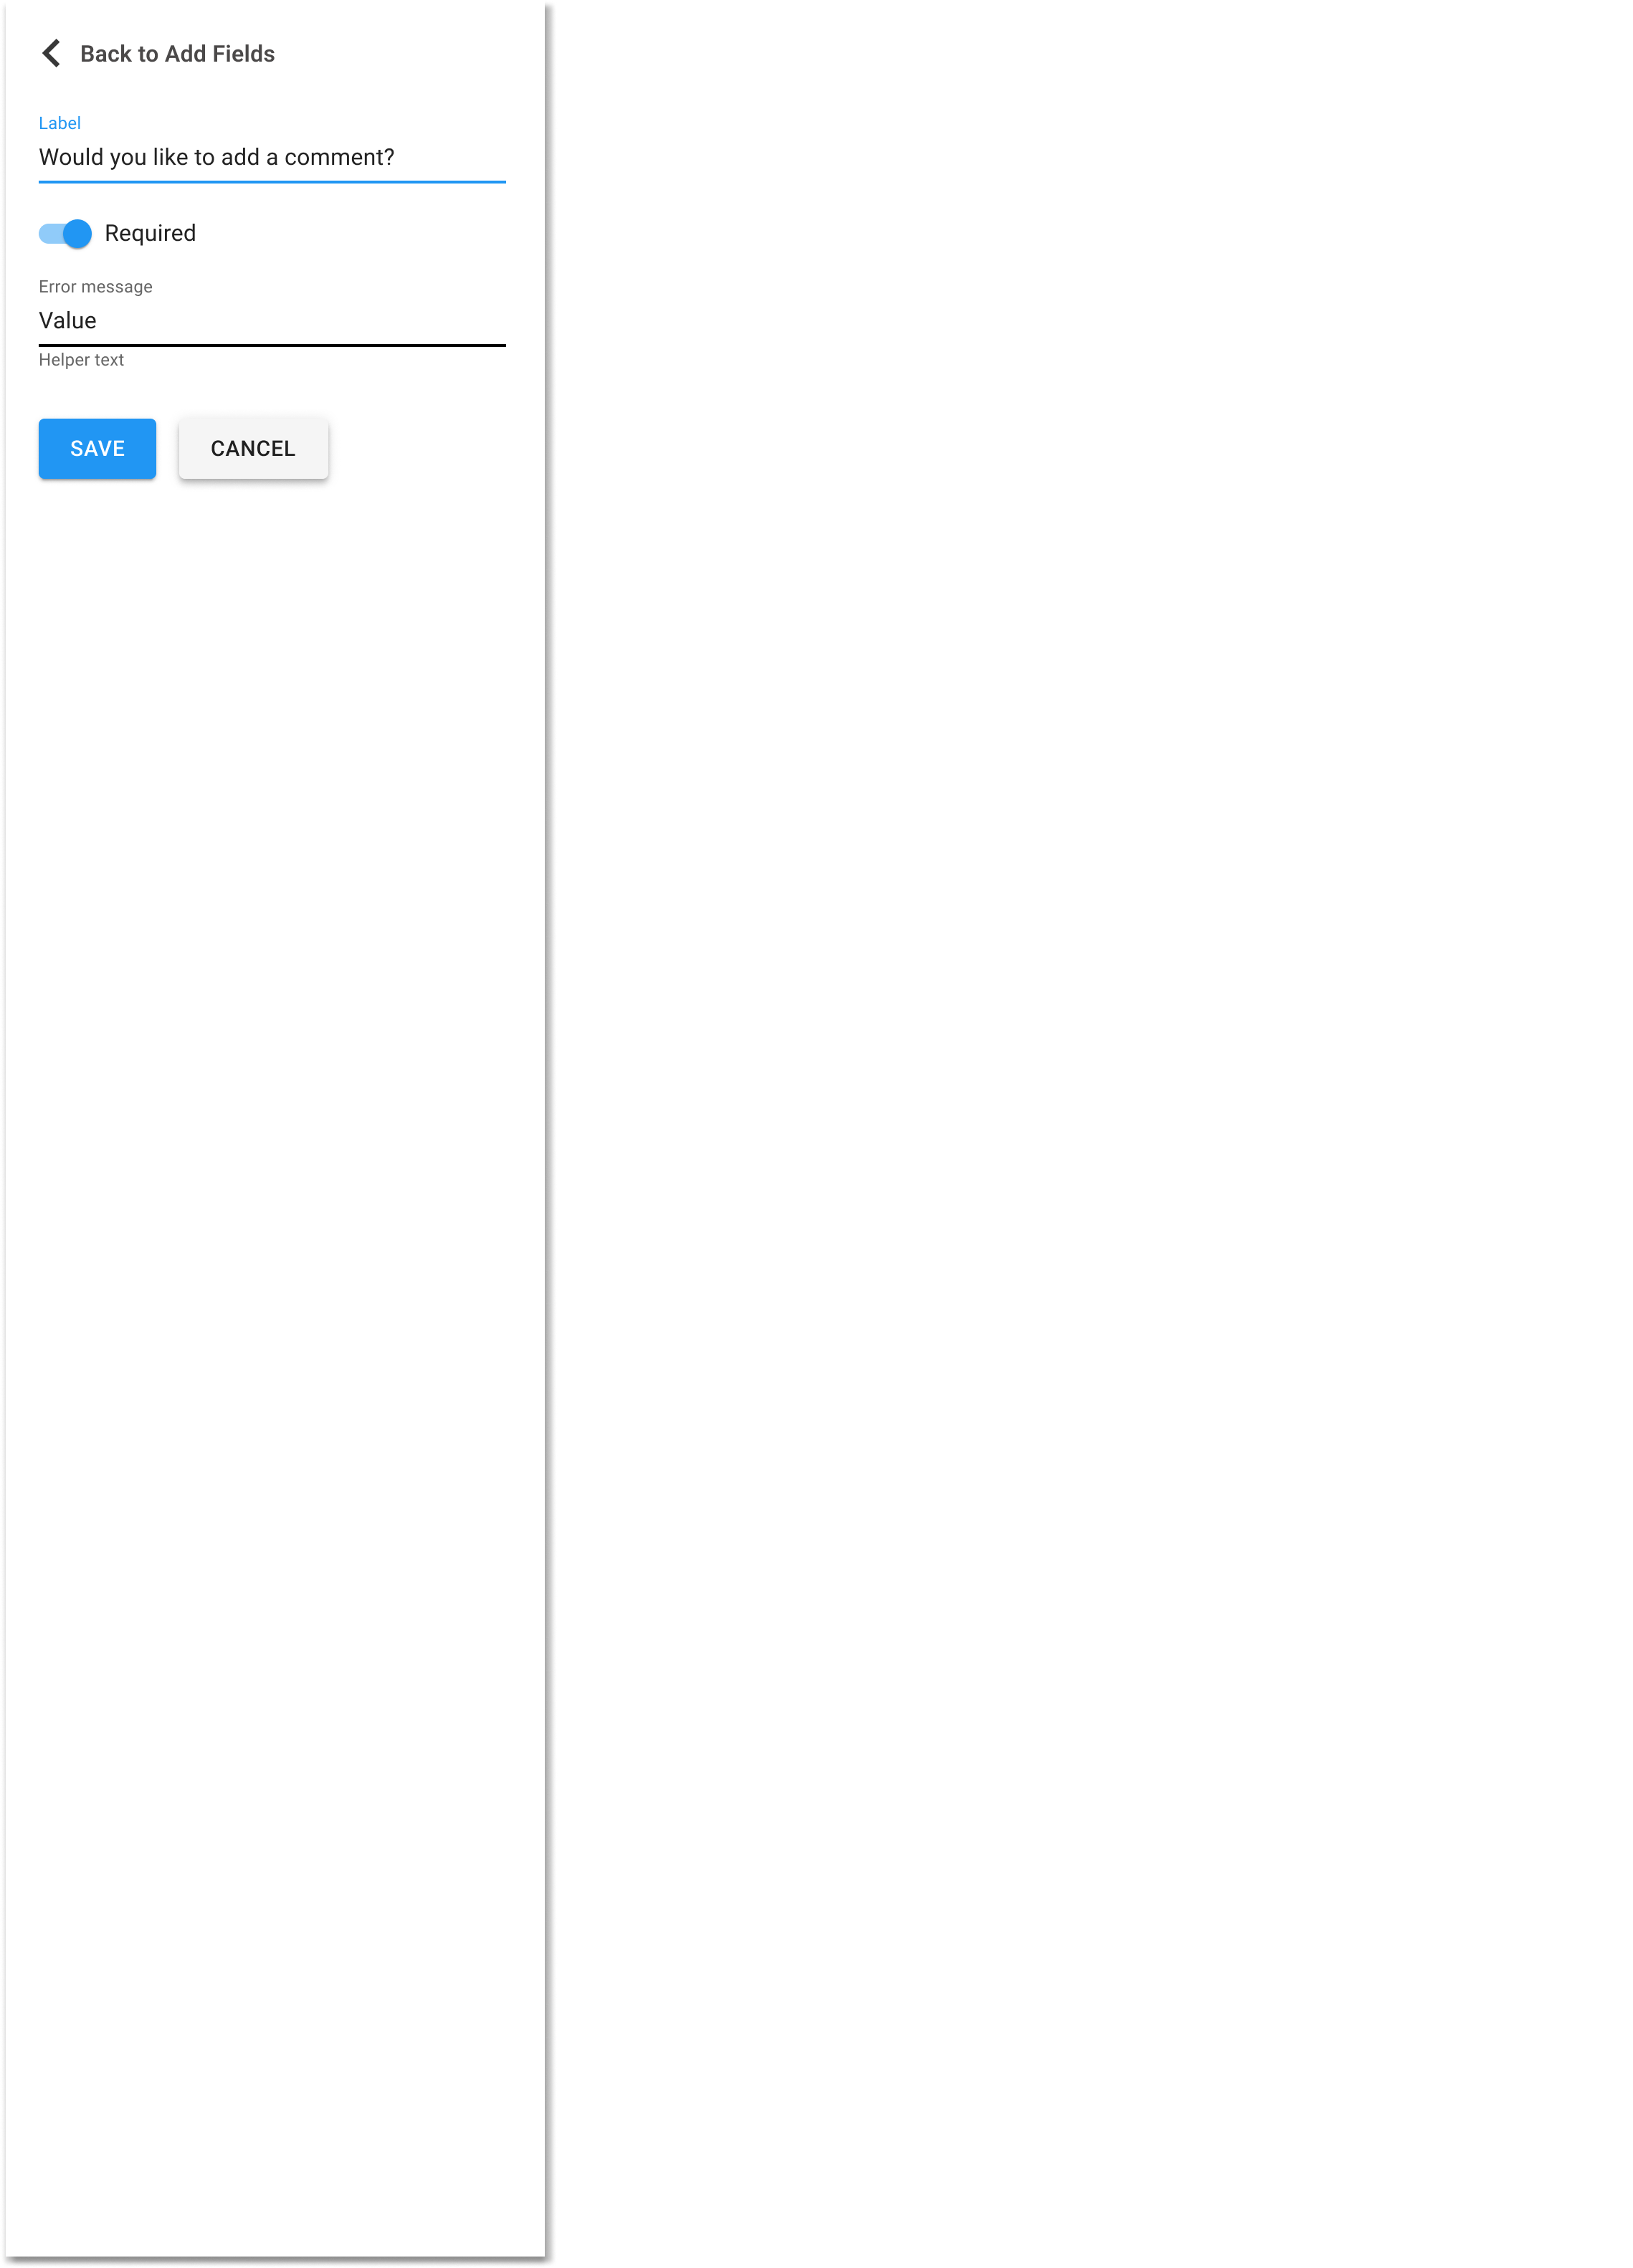 Back to Add Fields
Label
Would you like to add a comment?
Required
Error message
Value
Helper text
SAVE
CANCEL